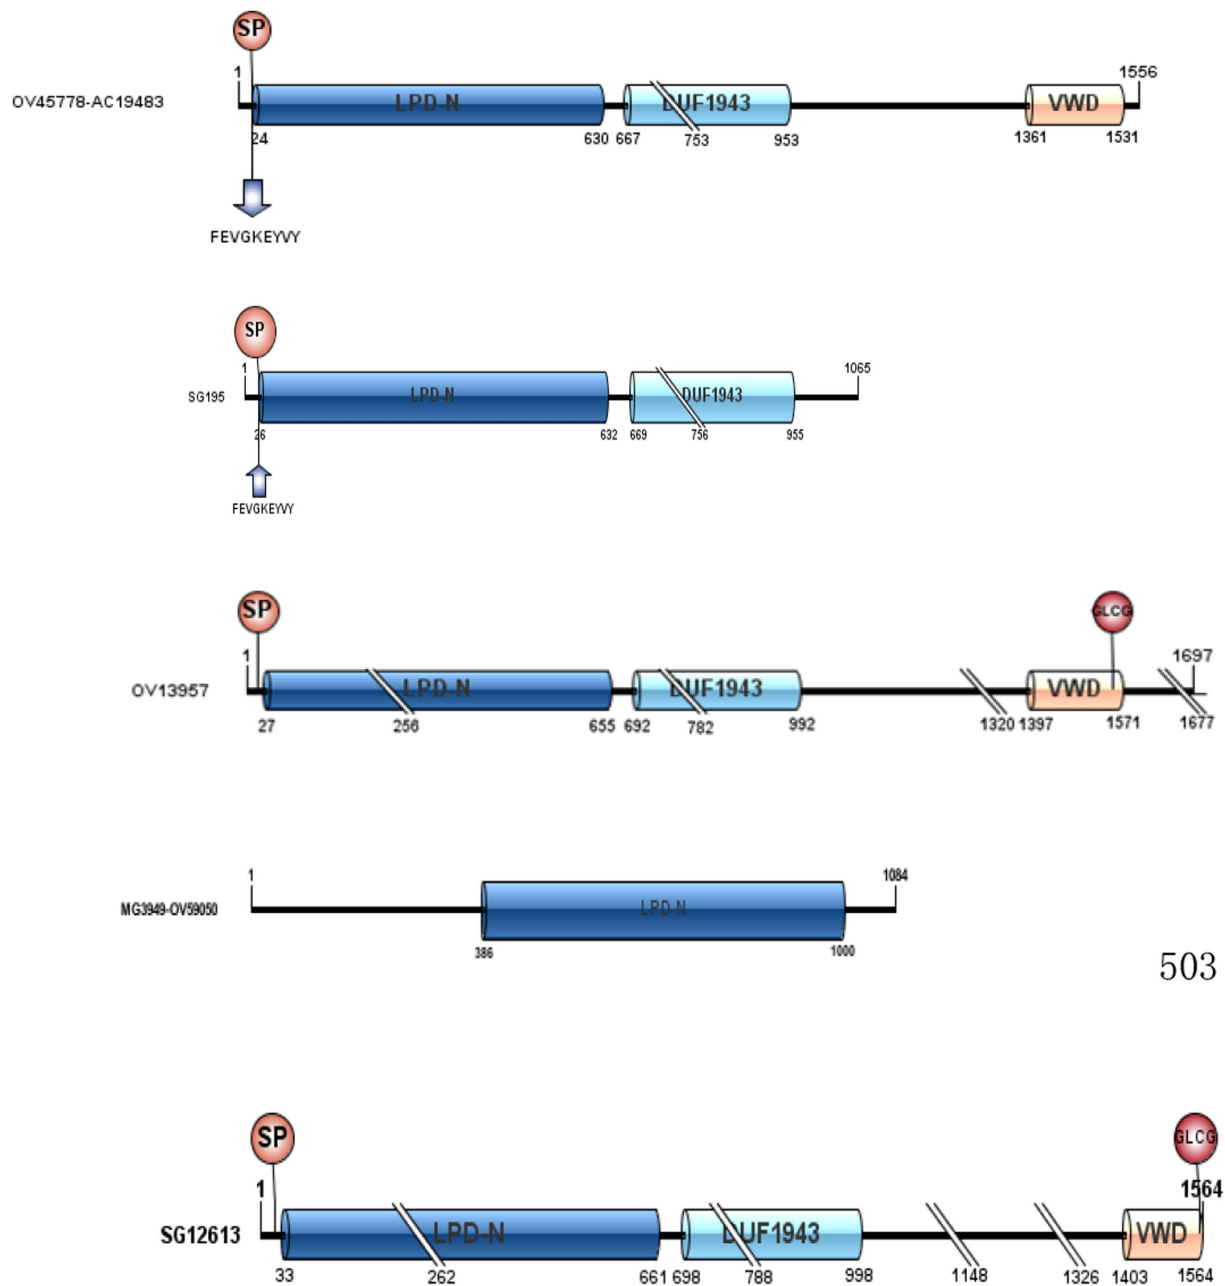 SP
1 1556
OV45778-AC19483 LPD-N DUF1943 VWD
24 630 667 753 953 1361 1531
FEVGKEYVY
SP
1 1065
SG195 LPD-N DUF1943
26 632 669 756 955
FEVGKEYVY
SP GLCG
1 1697
OV13957 LPD-N DUF1943 VWD
27 256 655 692 782 992 1320 1397 1571 1677
1 1084
MG3949-OV59050 LPD-N
386 1000
503
SP GLCG
1 1564
SG12613 LPD-N DUF1943 VWD
33 262 661 698 788 998 1148 1326 1403 1564